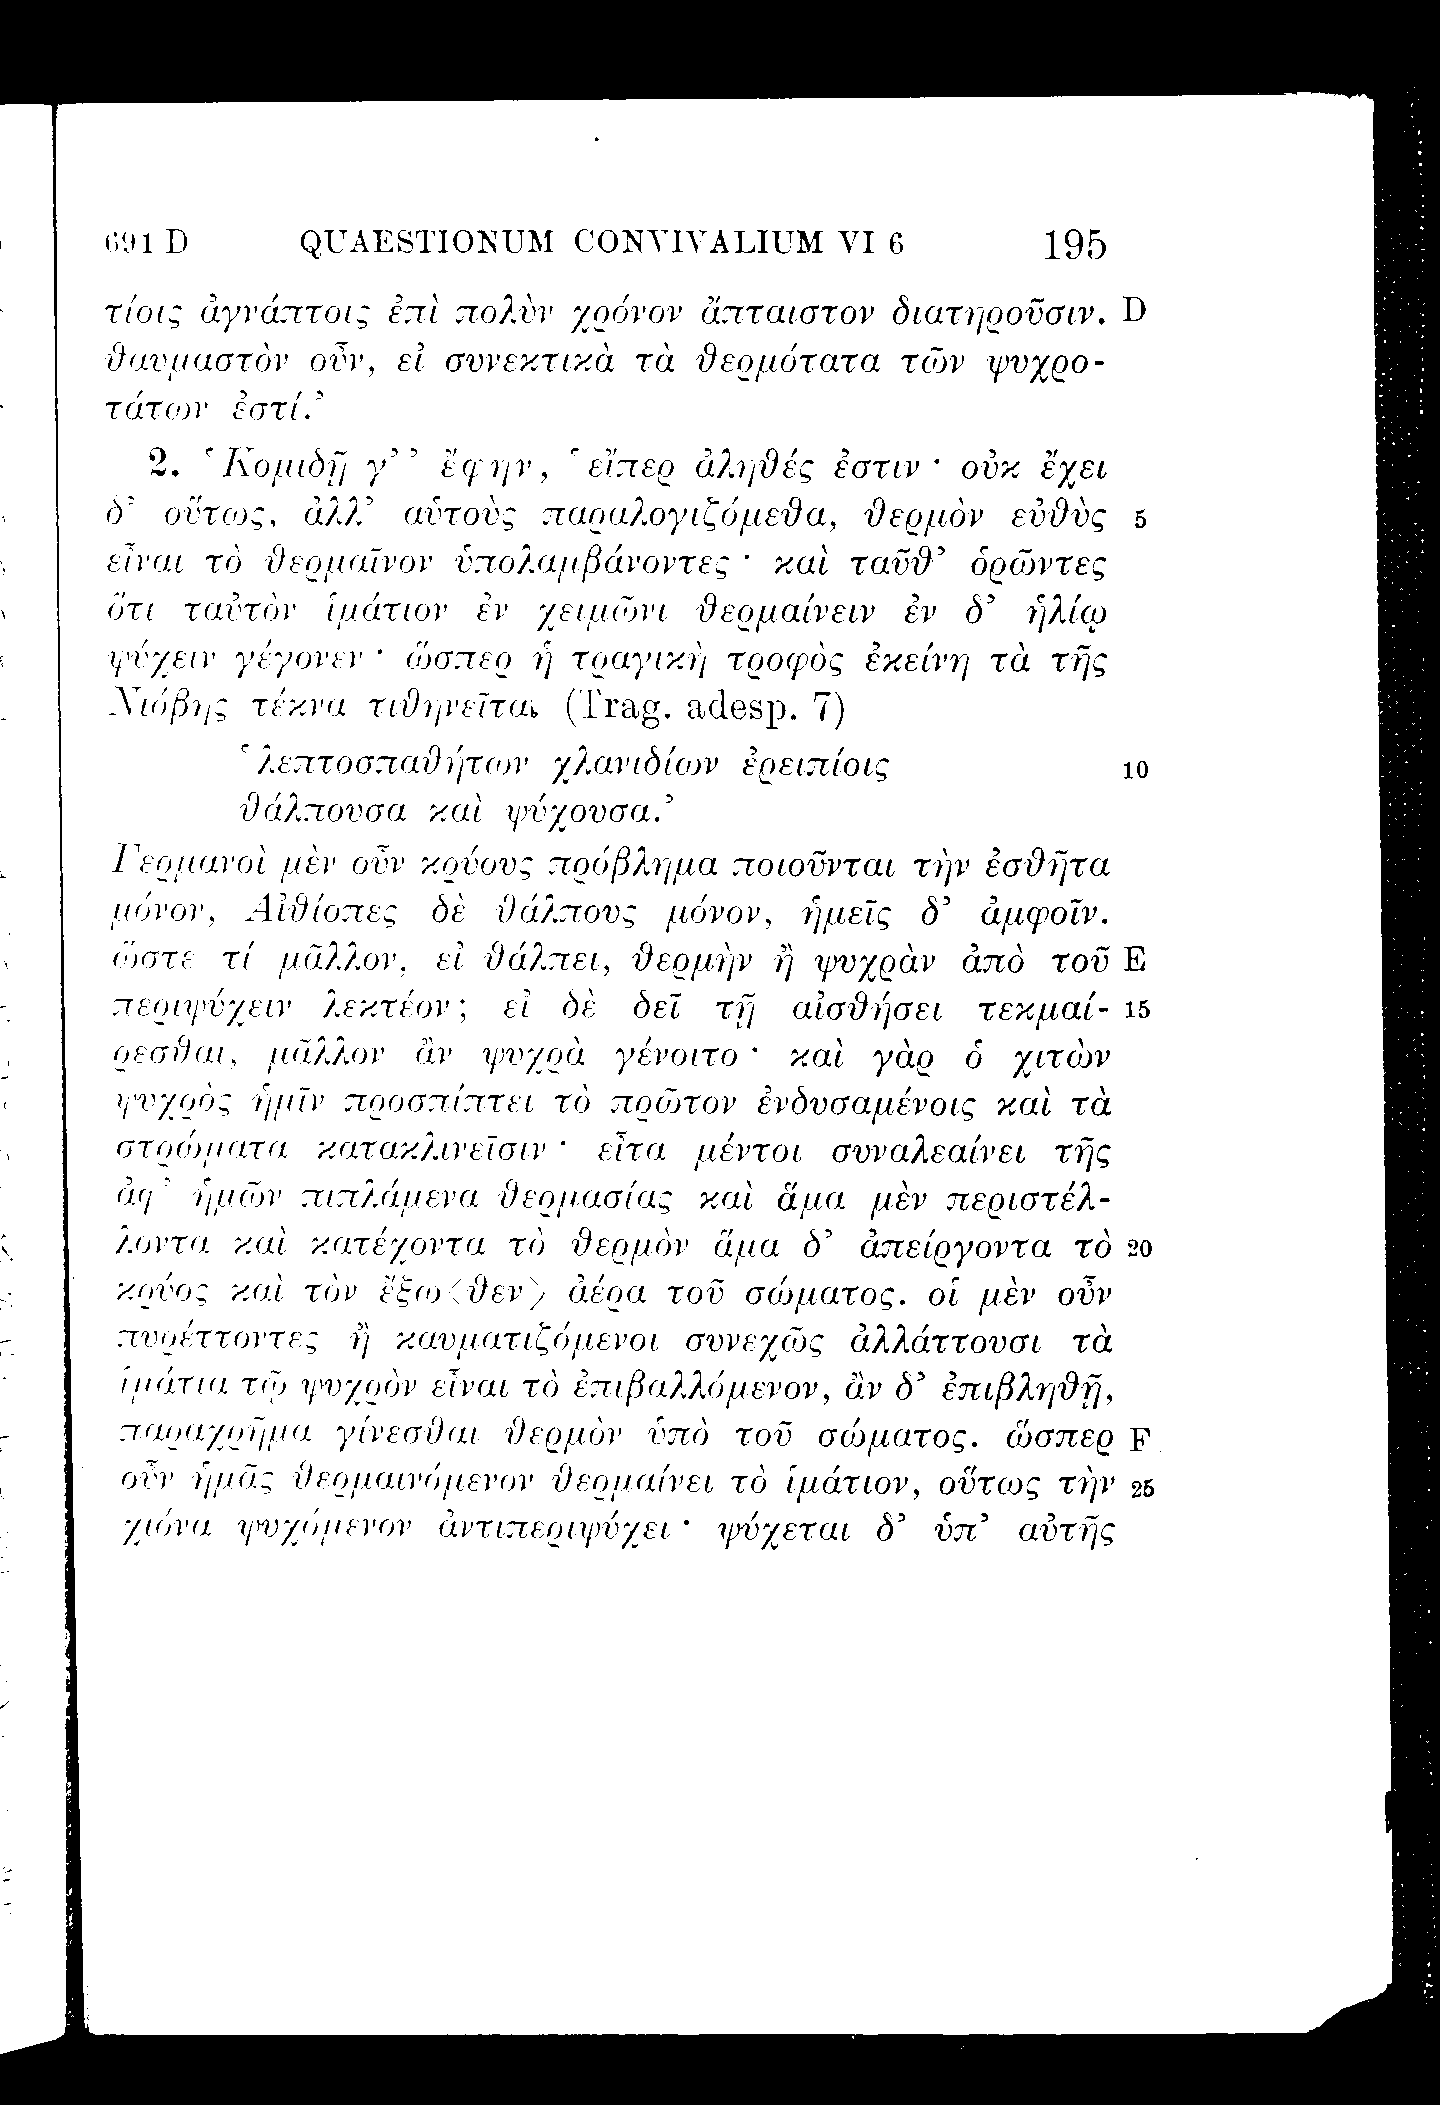 691 D QUAESTIONUM CONVIVALIUM VI 6 195
τίοις ἀγνάπτοις ἐπὶ πολὺν χρόνον ἄπταιστον διατηροῦσιν. D
θαυμαστὸν οὖν, εἰ συνεκτικὰ τὰ θερμότατα τῶν ψυχρο-
τάτων ἐστί.’
2. ‘Κομιδῇ γ’’ ἔφην, ‘εἴπερ ἀληθές ἐστιν· οὐκ ἔχει
δ’ οὕτως, ἀλλ’ αὑτοὺς παραλογιζόμεθα, θερμὸν εὐθὺς 5
εἶναι τὸ θερμαῖνον ὑπολαμβάνοντες· καὶ ταῦθ’ ὁρῶντες
ὅτι ταὐτὸν ἱμάτιον ἐν χειμῶνι θερμαίνειν ἐν δ’ ἡλίῳ
ψύχειν γέγονεν· ὥσπερ ἡ τραγικὴ τροφὸς ἐκείνη τὰ τῆς
Νιόβης τέκνα τιθηνεῖται (Trag. adesp. 7)
‘λεπτοσπαθήτων χλανιδίων ἐρειπίοις 10
θάλπουσα καὶ ψύχουσα.’
Γερμανοὶ μὲν οὖν κρύους πρόβλημα ποιοῦνται τὴν ἐσθῆτα
μόνον, Αἰθίοπες δὲ θάλπους μόνον, ἡμεῖς δ’ ἀμφοῖν.
ὥστε τί μᾶλλον, εἰ θάλπει, θερμὴν ἢ ψυχρὰν ἀπὸ τοῦ E
περιψύχειν λεκτέον; εἰ δὲ δεῖ τῇ αἰσθήσει τεκμαί- 15
ρεσθαι, μᾶλλον ἂν ψυχρὰ γένοιτο· καὶ γὰρ ὁ χιτὼν
ψυχρὸς ἡμῖν προσπίπτει τὸ πρῶτον ἐνδυσαμένοις καὶ τὰ
στρώματα κατακλινεῖσιν· εἶτα μέντοι συναλεαίνει τῆς
ἀφ’ ἡμῶν πιπλάμενα θερμασίας καὶ ἅμα μὲν περιστέλ-
λοντα καὶ κατέχοντα τὸ θερμὸν ἅμα δ’ ἀπείργοντα τὸ 20
κρύος καὶ τὸν ἔξω⟨θεν⟩ ἀέρα τοῦ σώματος. οἱ μὲν οὖν
πυρέττοντες ἢ καυματιζόμενοι συνεχῶς ἀλλάττουσι τὰ
ἱμάτια τῷ ψυχρὸν εἶναι τὸ ἐπιβαλλόμενον, ἂν δ’ ἐπιβληθῇ,
παραχρῆμα γίνεσθαι θερμὸν ὑπὸ τοῦ σώματος. ὥσπερ F
οὖν ἡμᾶς θερμαινόμενον θερμαίνει τὸ ἱμάτιον, οὕτως τὴν 25
χιόνα ψυχόμενον ἀντιπεριψύχει· ψύχεται δ’ ὑπ’ αὐτῆς